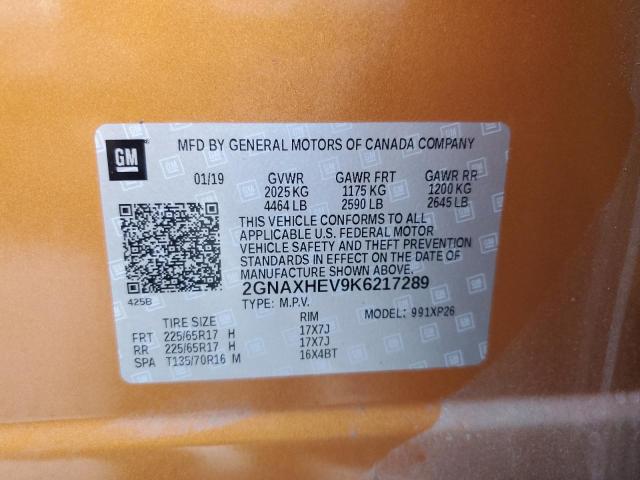 GM
MFD BY GENERAL MOTORS OF CANADA COMPANY
01/19 GVWR GAWR FRT GAWR RR
2025 KG 1175 KG 1200 KG
4464 LB 2590 LB 2645 LB
THIS VEHICLE CONFORMS TO ALL
APPLICABLE U.S. FEDERAL MOTOR
VEHICLE SAFETY AND THEFT PREVENTION
STANDARDS IN EFFECT ON THE DATE OF
MANUFACTURE SHOWN ABOVE.
425B 2GNAXHEV9K6217289
TYPE: M.P.V. MODEL: 991XP26
TIRE SIZE RIM
FRT 225/65R17 H 17X7J
RR 225/65R17 H 17X7J
SPA T135/70R16 M 16X4BT